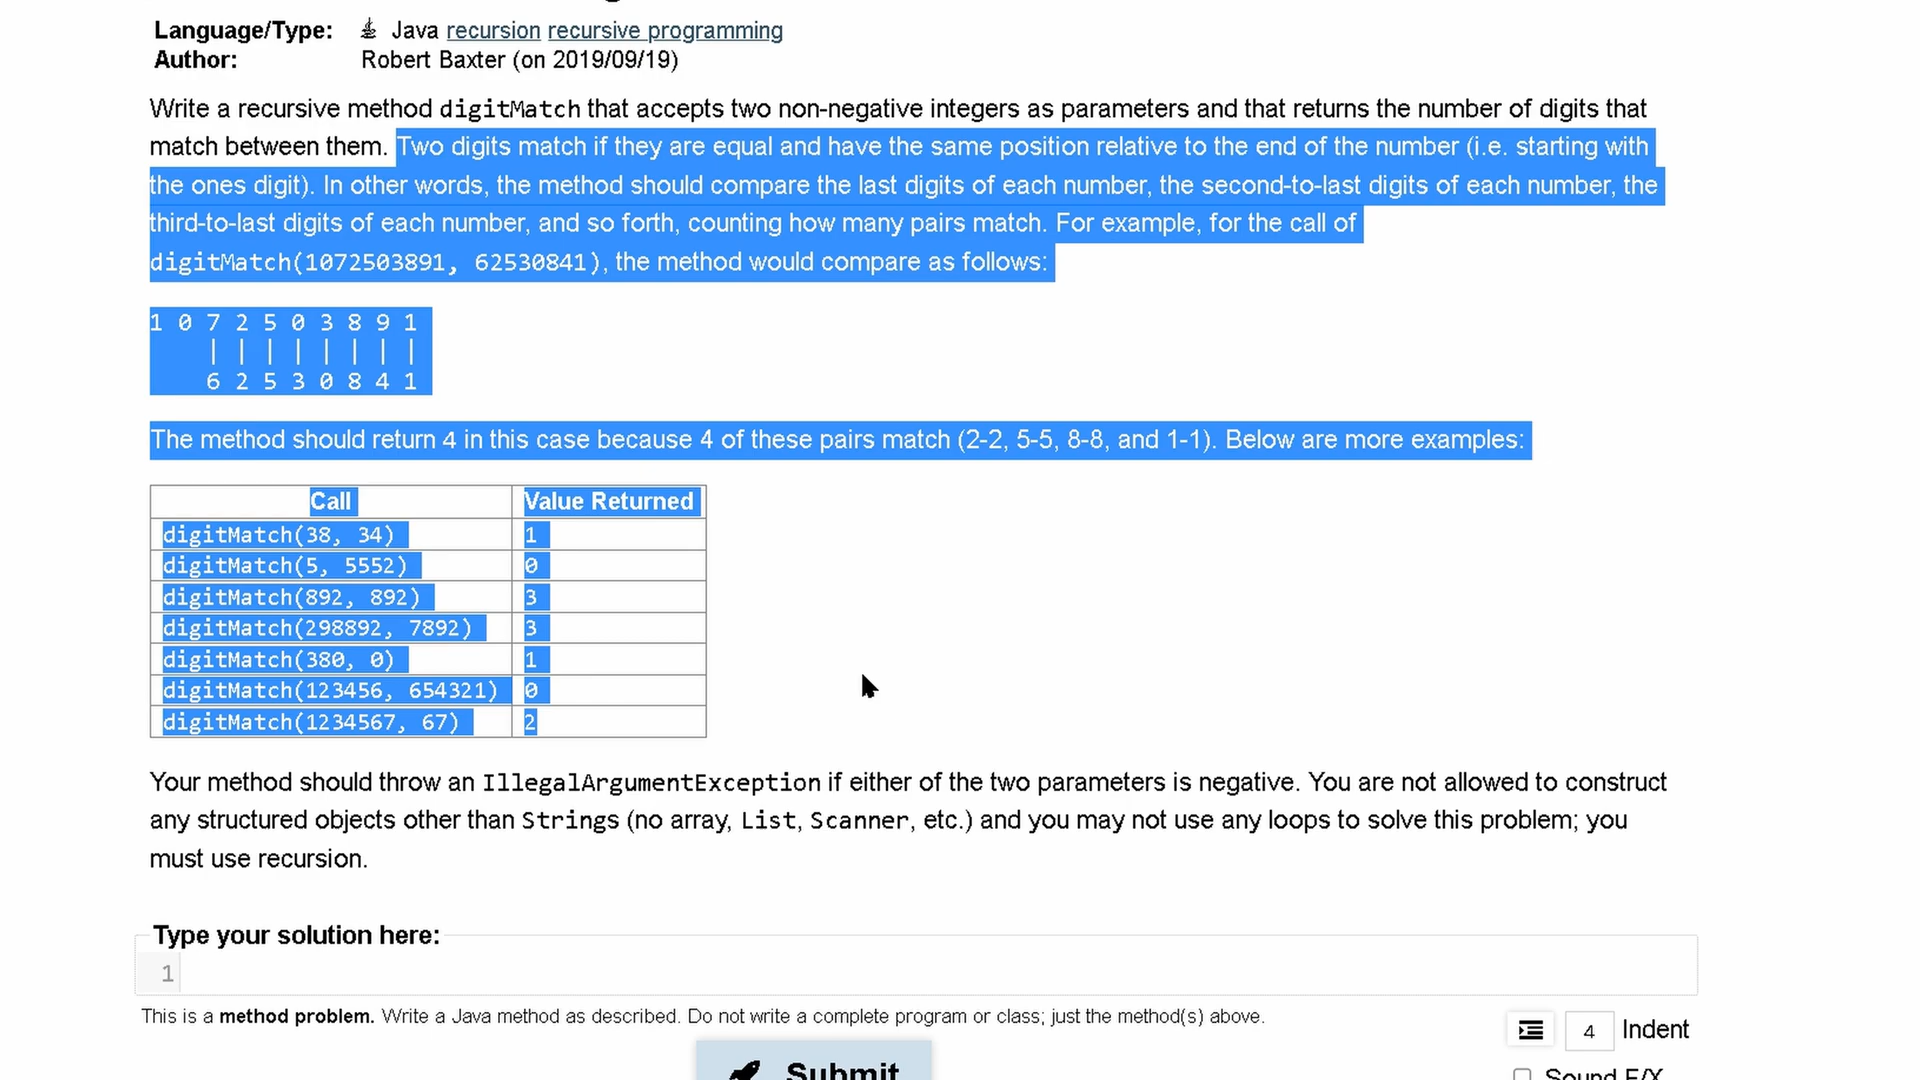 Language/Type: Java recursion recursive programming
Author: Robert Baxter (on 2019/09/19)
Write a recursive method digitMatch that accepts two non-negative integers as parameters and that returns the number of digits that
match between them. Two digits match if they are equal and have the same position relative to the end of the number (i.e. starting with
the ones digit). In other words, the method should compare the last digits of each number, the second-to-last digits of each number, the
third-to-last digits of each number, and so forth, counting how many pairs match. For example, for the call of
digitMatch(1072503891, 62530841), the method would compare as follows:
1 0 7 2 5 0 3 8 9 1
| | | | | | | |
6 2 5 3 0 8 4 1
The method should return 4 in this case because 4 of these pairs match (2-2, 5-5, 8-8, and 1-1). Below are more examples:
Call Value Returned
digitMatch(38, 34) 1
digitMatch(5, 5552) 0
digitMatch(892, 892) 3
digitMatch(298892, 7892) 3
digitMatch(380, 0) 1
digitMatch(123456, 654321) 0
digitMatch(1234567, 67) 2
Your method should throw an IllegalArgumentException if either of the two parameters is negative. You are not allowed to construct
any structured objects other than Strings (no array, List, Scanner, etc.) and you may not use any loops to solve this problem; you
must use recursion.
Type your solution here:
1
This is a method problem. Write a Java method as described. Do not write a complete program or class; just the method(s) above.
4 Indent
Submit
Sound F/X